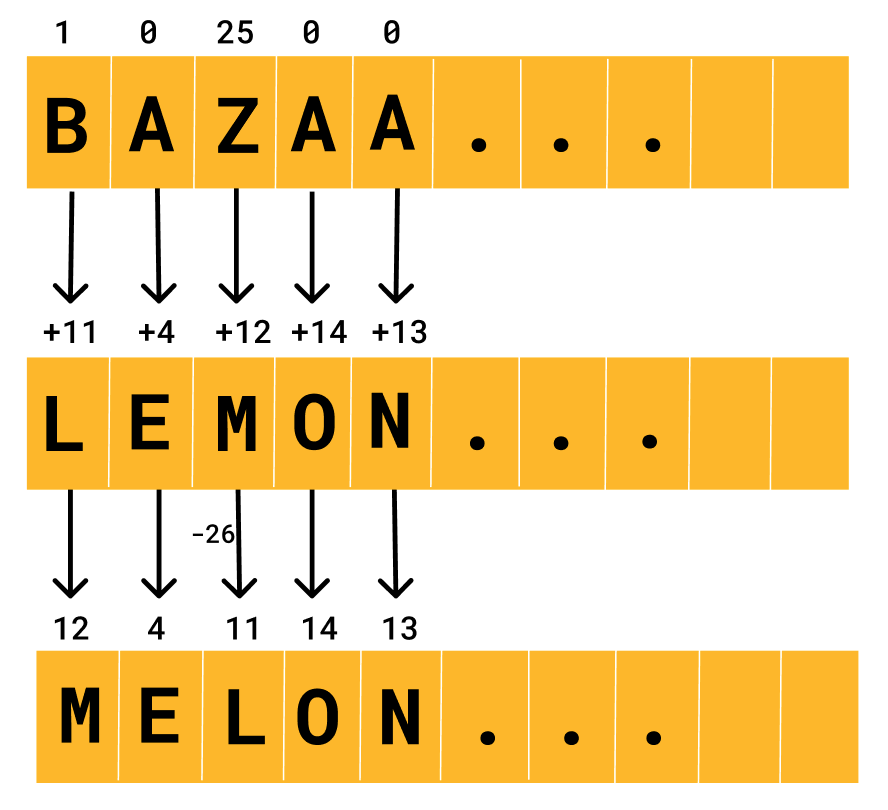 1 0 25 0 0
B A Z A A . . .
+11 +4 +12 +14 +13
L E M O N . . .
-26
12 4 11 14 13
M E L O N . . .